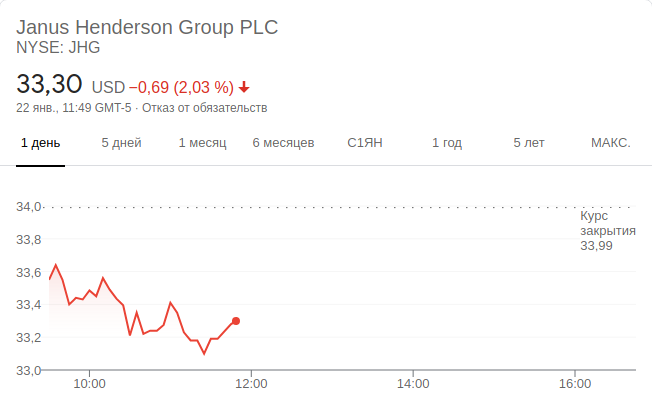 Janus Henderson Group PLC
NYSE: JHG
33,30 USD −0,69 (2,03 %)
22 янв., 11:49 GMT-5 · Отказ от обязательств
1 день 5 дней 1 месяц 6 месяцев С1ЯН 1 год 5 лет МАКС.
34,0
Курс
закрытия
33,99
33,8
33,6
33,4
33,2
33,0
10:00 12:00 14:00 16:00